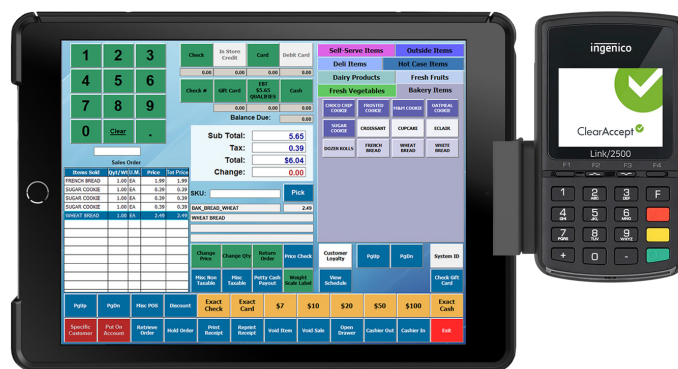 1 2 3
4 5 6
7 8 9
0 Clear .
Check
In Store Credit
Card
Debit Card
0.00 0.00 0.00 0.00
Check #
Gift Card
EBT $5.65 QUALIFIES
Cash
0.00 0.00 0.00
Balance Due: 0.00
Sub Total: 5.65
Tax: 0.39
Total: $6.04
Change: 0.00
Sales Order
Items Sold Qyt/Wt U.M. Price Tot Price
FRENCH BREAD 1.00 EA 1.99 1.99
SUGAR COOKIE 1.00 EA 0.39 0.39
SUGAR COOKIE 1.00 EA 0.39 0.39
SUGAR COOKIE 1.00 EA 0.39 0.39
WHEAT BREAD 1.00 EA 2.49 2.49
SKU: Pick
BAK_BREAD_WHEAT 2.49
WHEAT BREAD
Self-Serve Items
Outside Items
Deli Items
Hot Case Items
Dairy Products
Fresh Fruits
Fresh Vegetables
Bakery Items
CHOCO CHIP COOKIE
FROSTED COOKIE
M&M COOKIE
OATMEAL COOKIE
SUGAR COOKIE
CROISSANT
CUPCAKE
ECLAIR
DOZEN ROLLS
FRENCH BREAD
WHEAT BREAD
WHITE BREAD
Change Price
Change Qty
Return Order
Price Check
Customer Loyalty
PgUp
PgDn
System ID
Misc Non Taxable
Misc Taxable
Petty Cash Payout
Weight Scale Label
View Schedule
Check Gift Card
PgUp
PgDn
Misc POS
Discount
Exact Check
Exact Card
$7
$10
$20
$50
$100
Exact Cash
Specific Customer
Put On Account
Retrieve Order
Hold Order
Print Receipt
Reprint Receipt
Void Item
Void Sale
Open Drawer
Cashier Out
Cashier In
Exit
ingenico
ClearAccept
Link/2500
F1 F2 F3 F4
1 2 ABC 3 DEF F
4 GHI 5 JKL 6 MNO
7 PQRS 8 TUV 9 WXYZ
+ 0 -